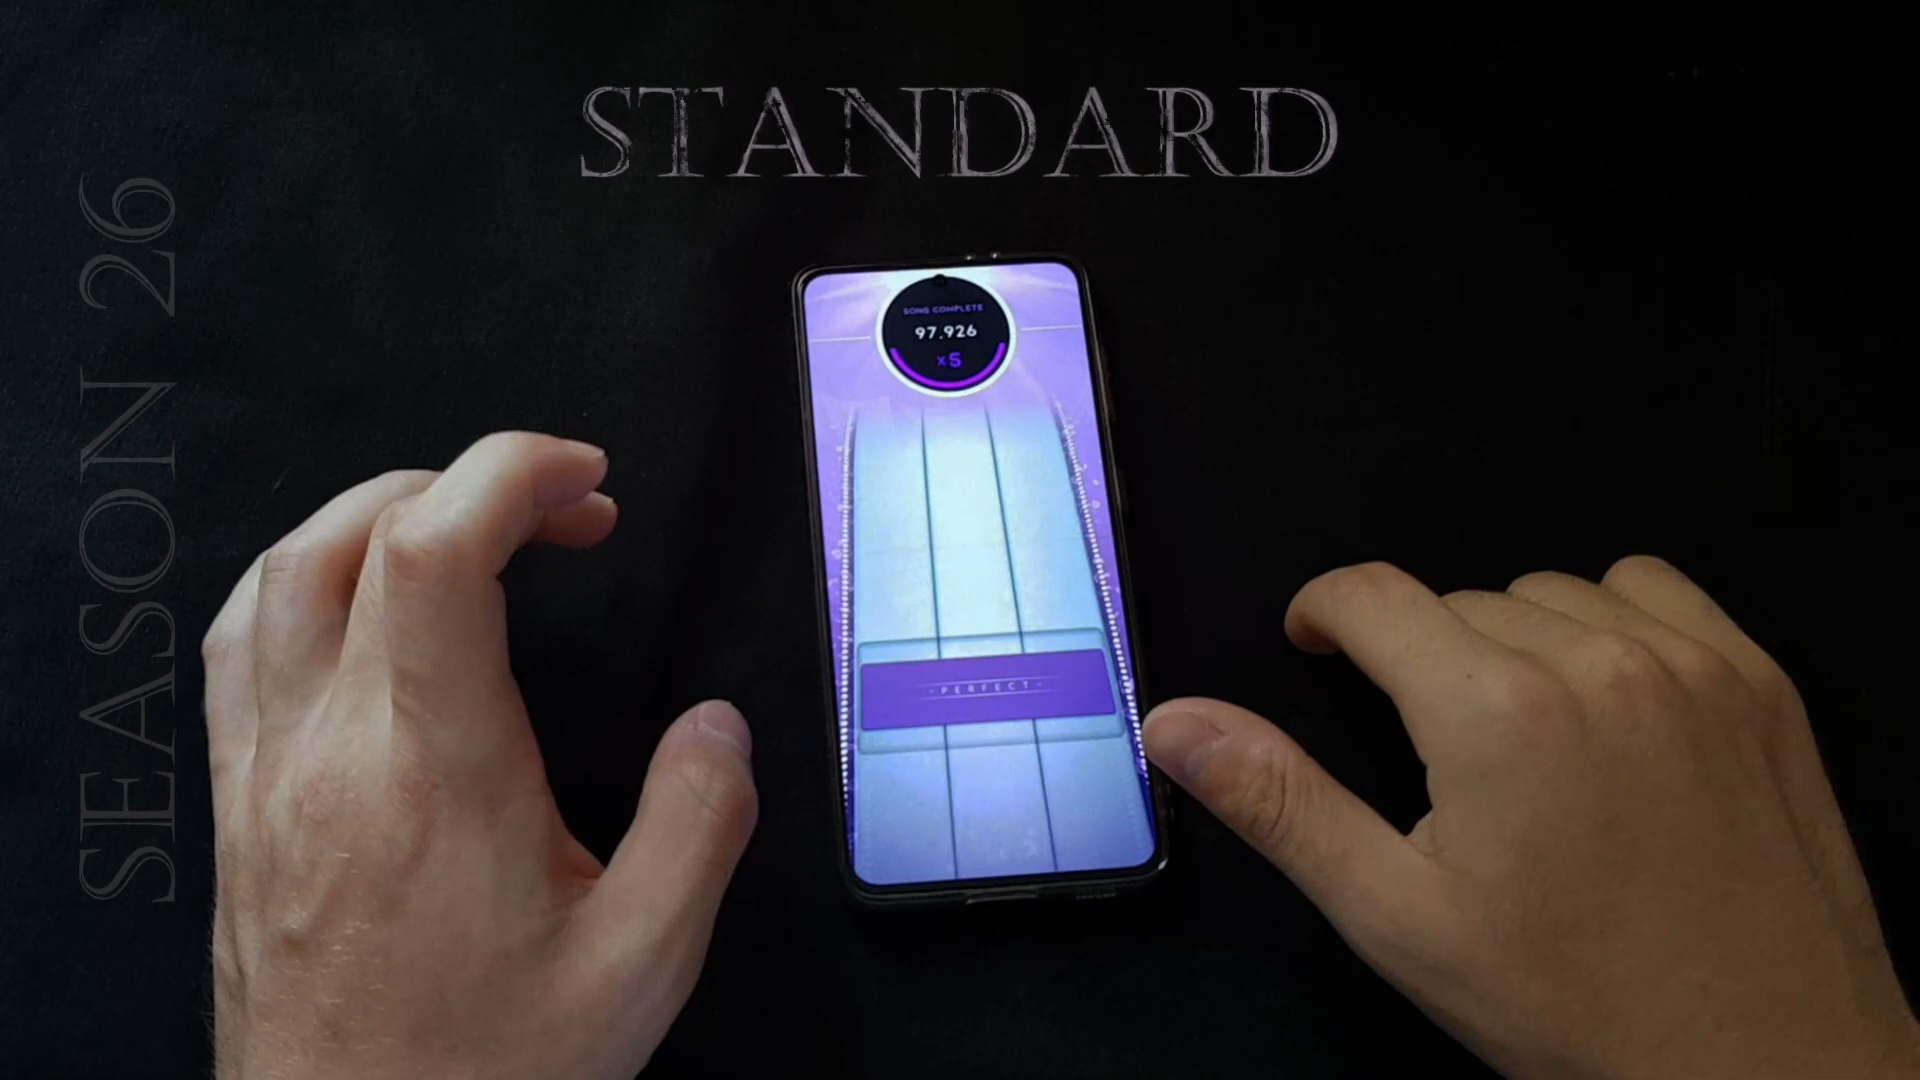 STANDARD
SEASON 26
SONG COMPLETE
97.926
x5
PERFECT